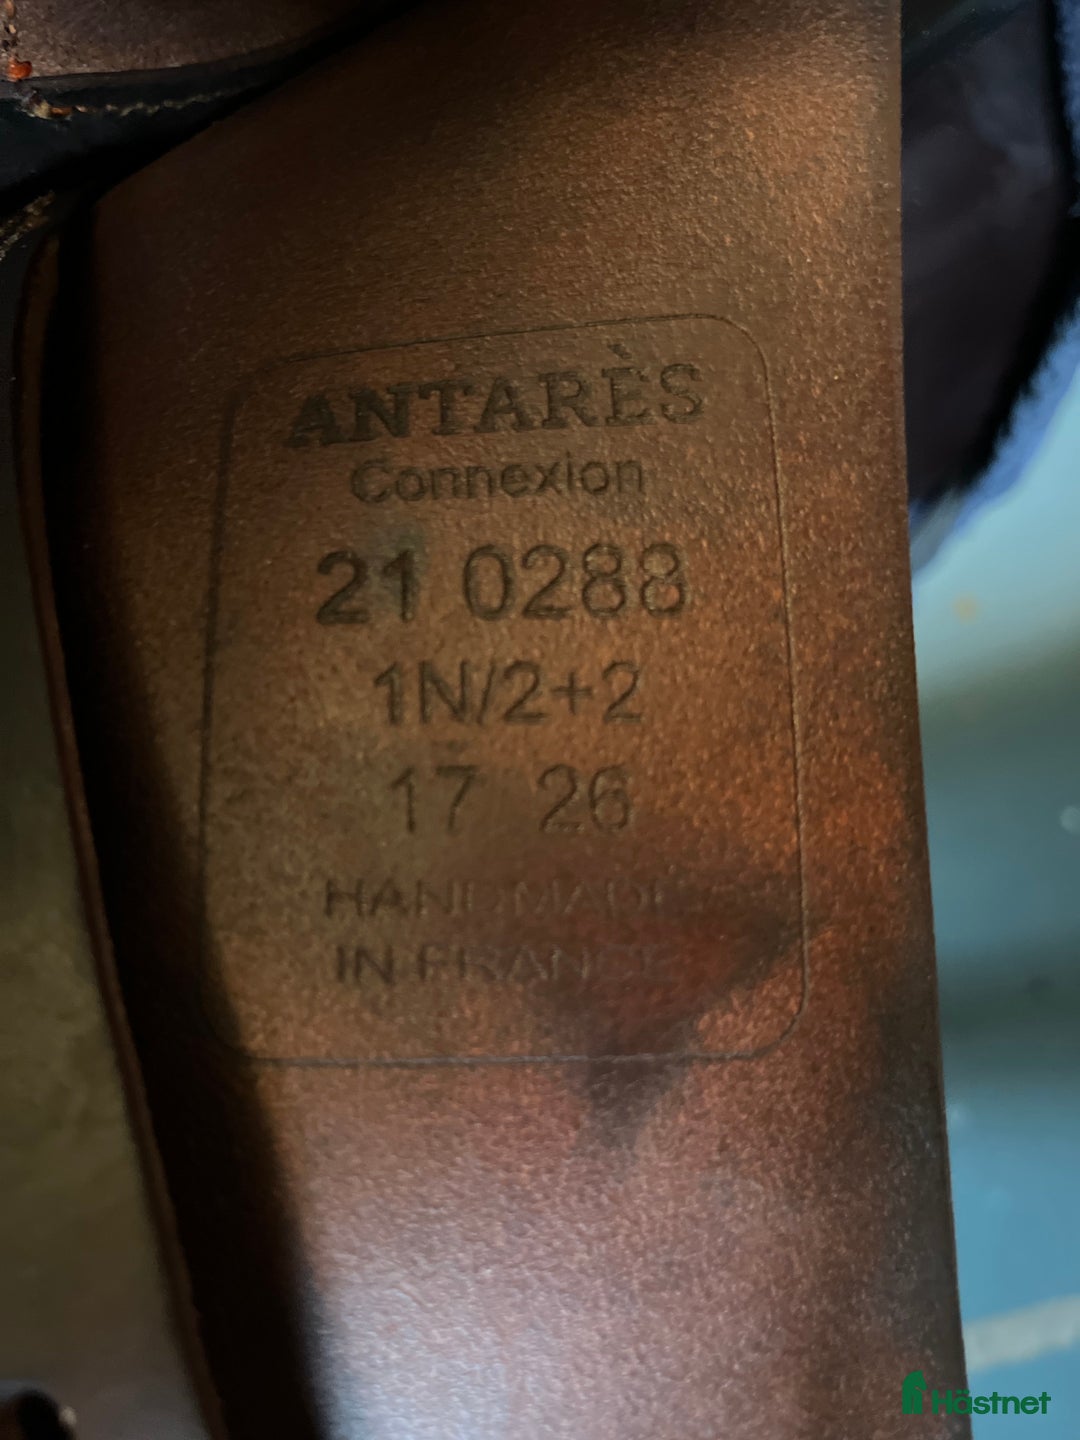 ANTARÈS
Connexion
21 0288
1N/2+2
17 26
HANDMADE
IN FRANCE
Hästnet